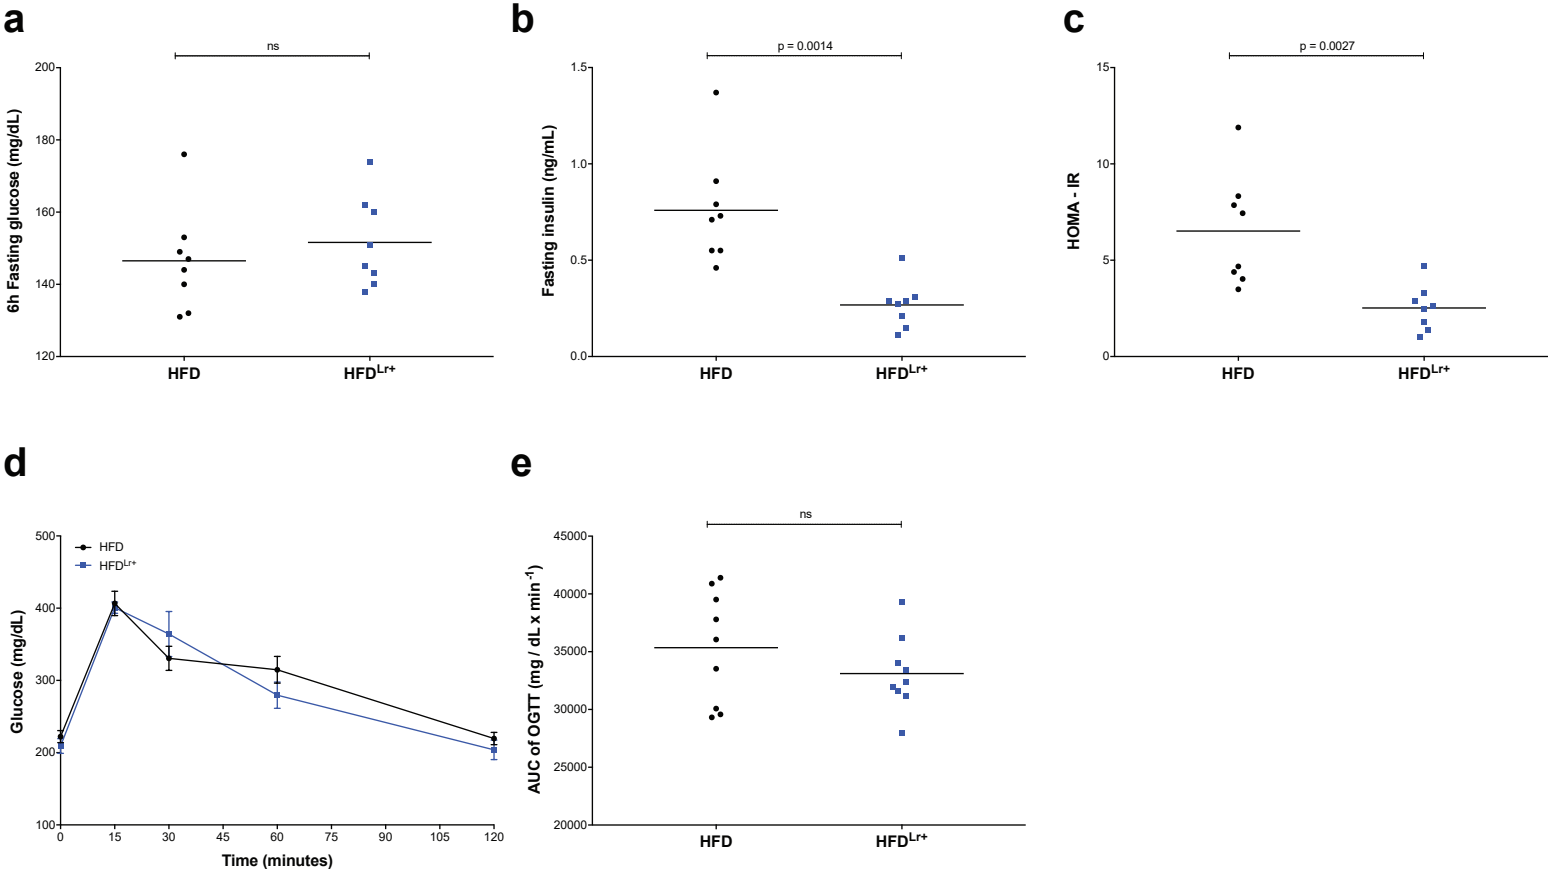 a
ns
200
180
160
140
120
6h Fasting glucose (mg/dL)
HFD
HFDLr+
b
p = 0.0014
1.5
1.0
0.5
0.0
Fasting insulin (ng/mL)
HFD
HFDLr+
c
p = 0.0027
15
10
5
0
HOMA - IR
HFD
HFDLr+
d
500
400
300
200
100
Glucose (mg/dL)
HFD
HFDLr+
0 15 30 45 60 75 90 105 120
Time (minutes)
e
ns
45000
40000
35000
30000
25000
20000
AUC of OGTT (mg / dL x min-1)
HFD
HFDLr+